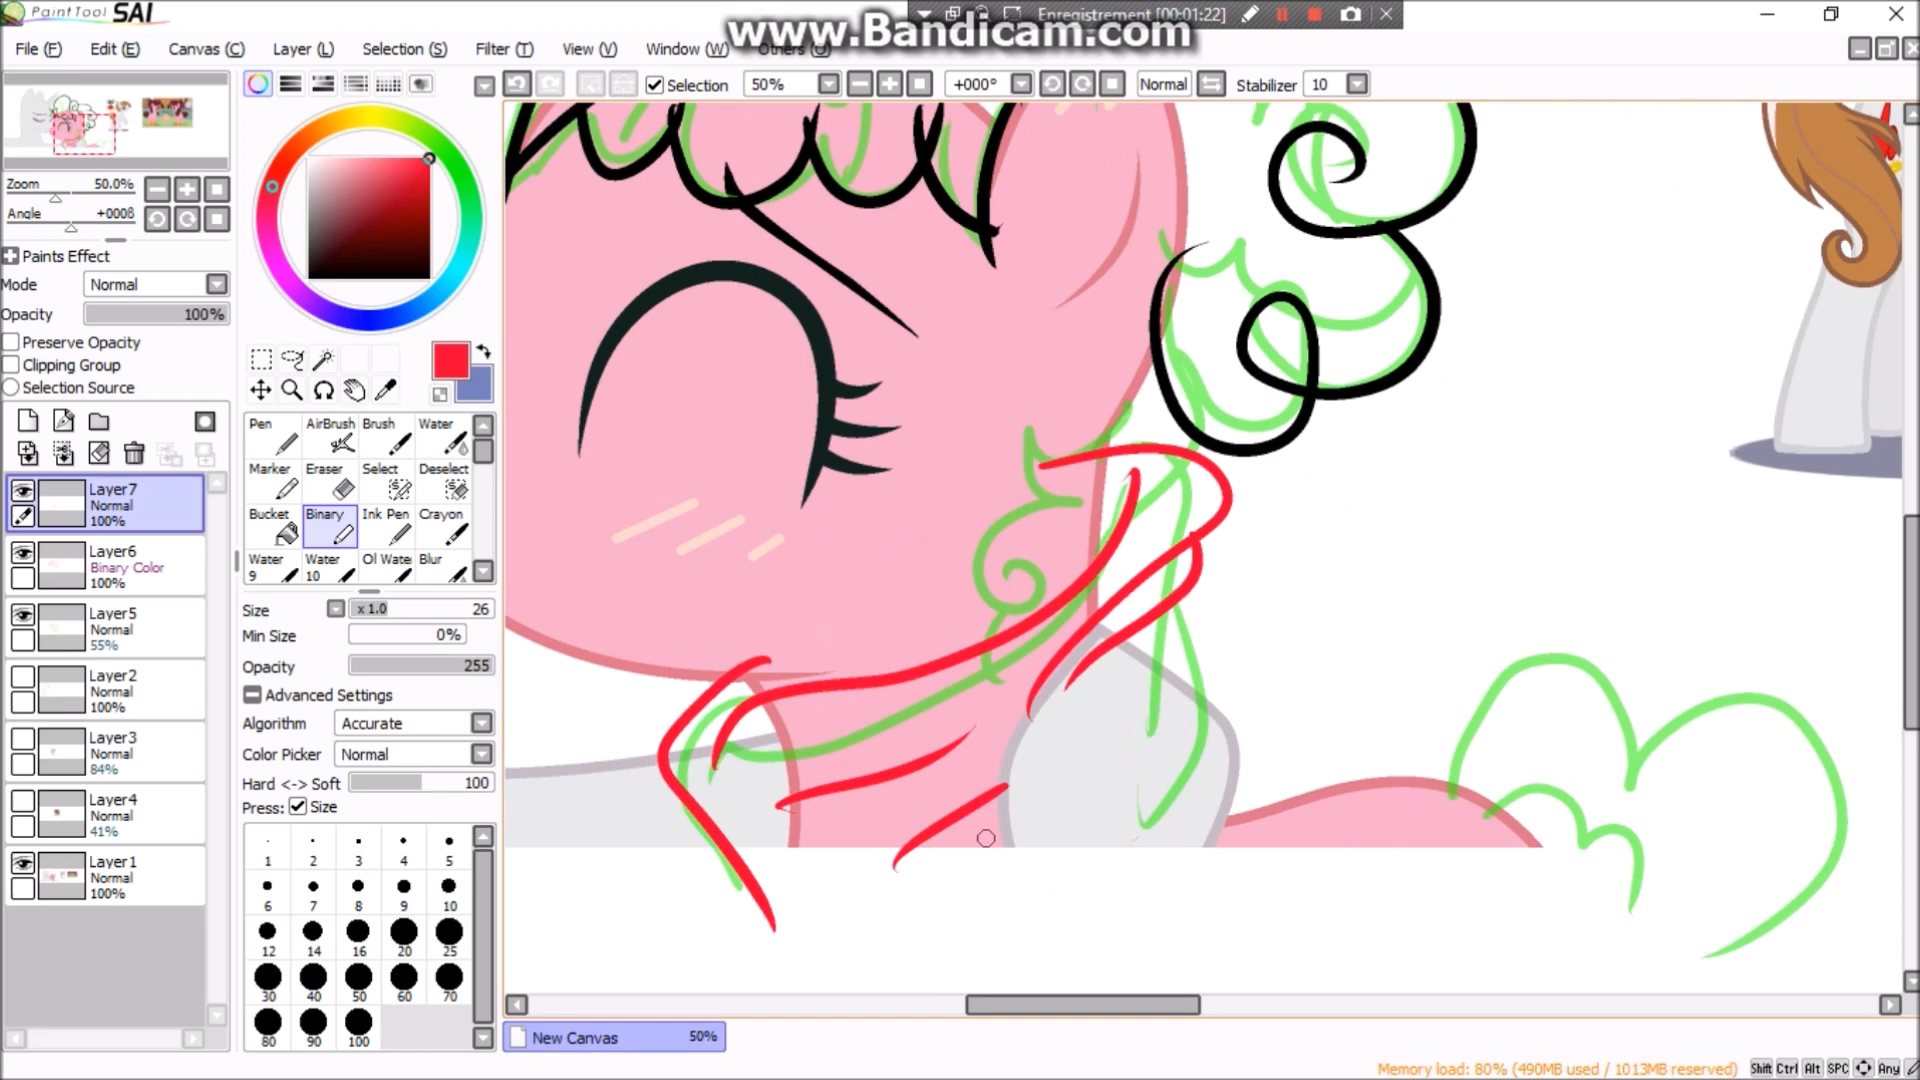 PaintTool SAI
Enregistrement [00:01:22]
www.Bandicam.com
File (F) Edit (E) Canvas (C) Layer (L) Selection (S) Filter (T) View (V) Window (W) Others (O)
Selection 50% +000° Normal Stabilizer 10
Zoom 50.0%
Angle +0008
Paints Effect
Mode Normal
Opacity 100%
Preserve Opacity
Clipping Group
Selection Source
Layer7
Normal
100%
Layer6
Binary Color
100%
Layer5
Normal
55%
Layer2
Normal
100%
Layer3
Normal
84%
Layer4
Normal
41%
Layer1
Normal
100%
Pen AirBrush Brush Water
Marker Eraser Select Deselect
Bucket Binary Ink Pen Crayon
Water 9 Water 10 Ol Wate Blur
Size x 1.0 26
Min Size 0%
Opacity 255
Advanced Settings
Algorithm Accurate
Color Picker Normal
Hard <-> Soft 100
Press: Size
1 2 3 4 5
6 7 8 9 10
12 14 16 20 25
30 40 50 60 70
80 90 100
New Canvas 50%
Memory load: 80% (490MB used / 1013MB reserved) Shift Ctrl Alt SPC Any